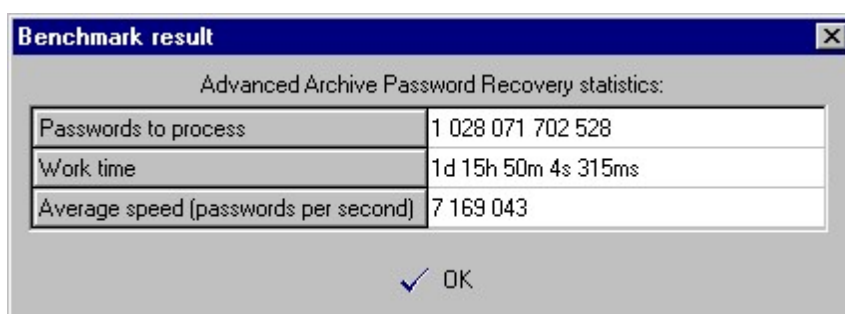 Benchmark result
Advanced Archive Password Recovery statistics:
Passwords to process 1 028 071 702 528
Work time 1d 15h 50m 4s 315ms
Average speed (passwords per second) 7 169 043
OK